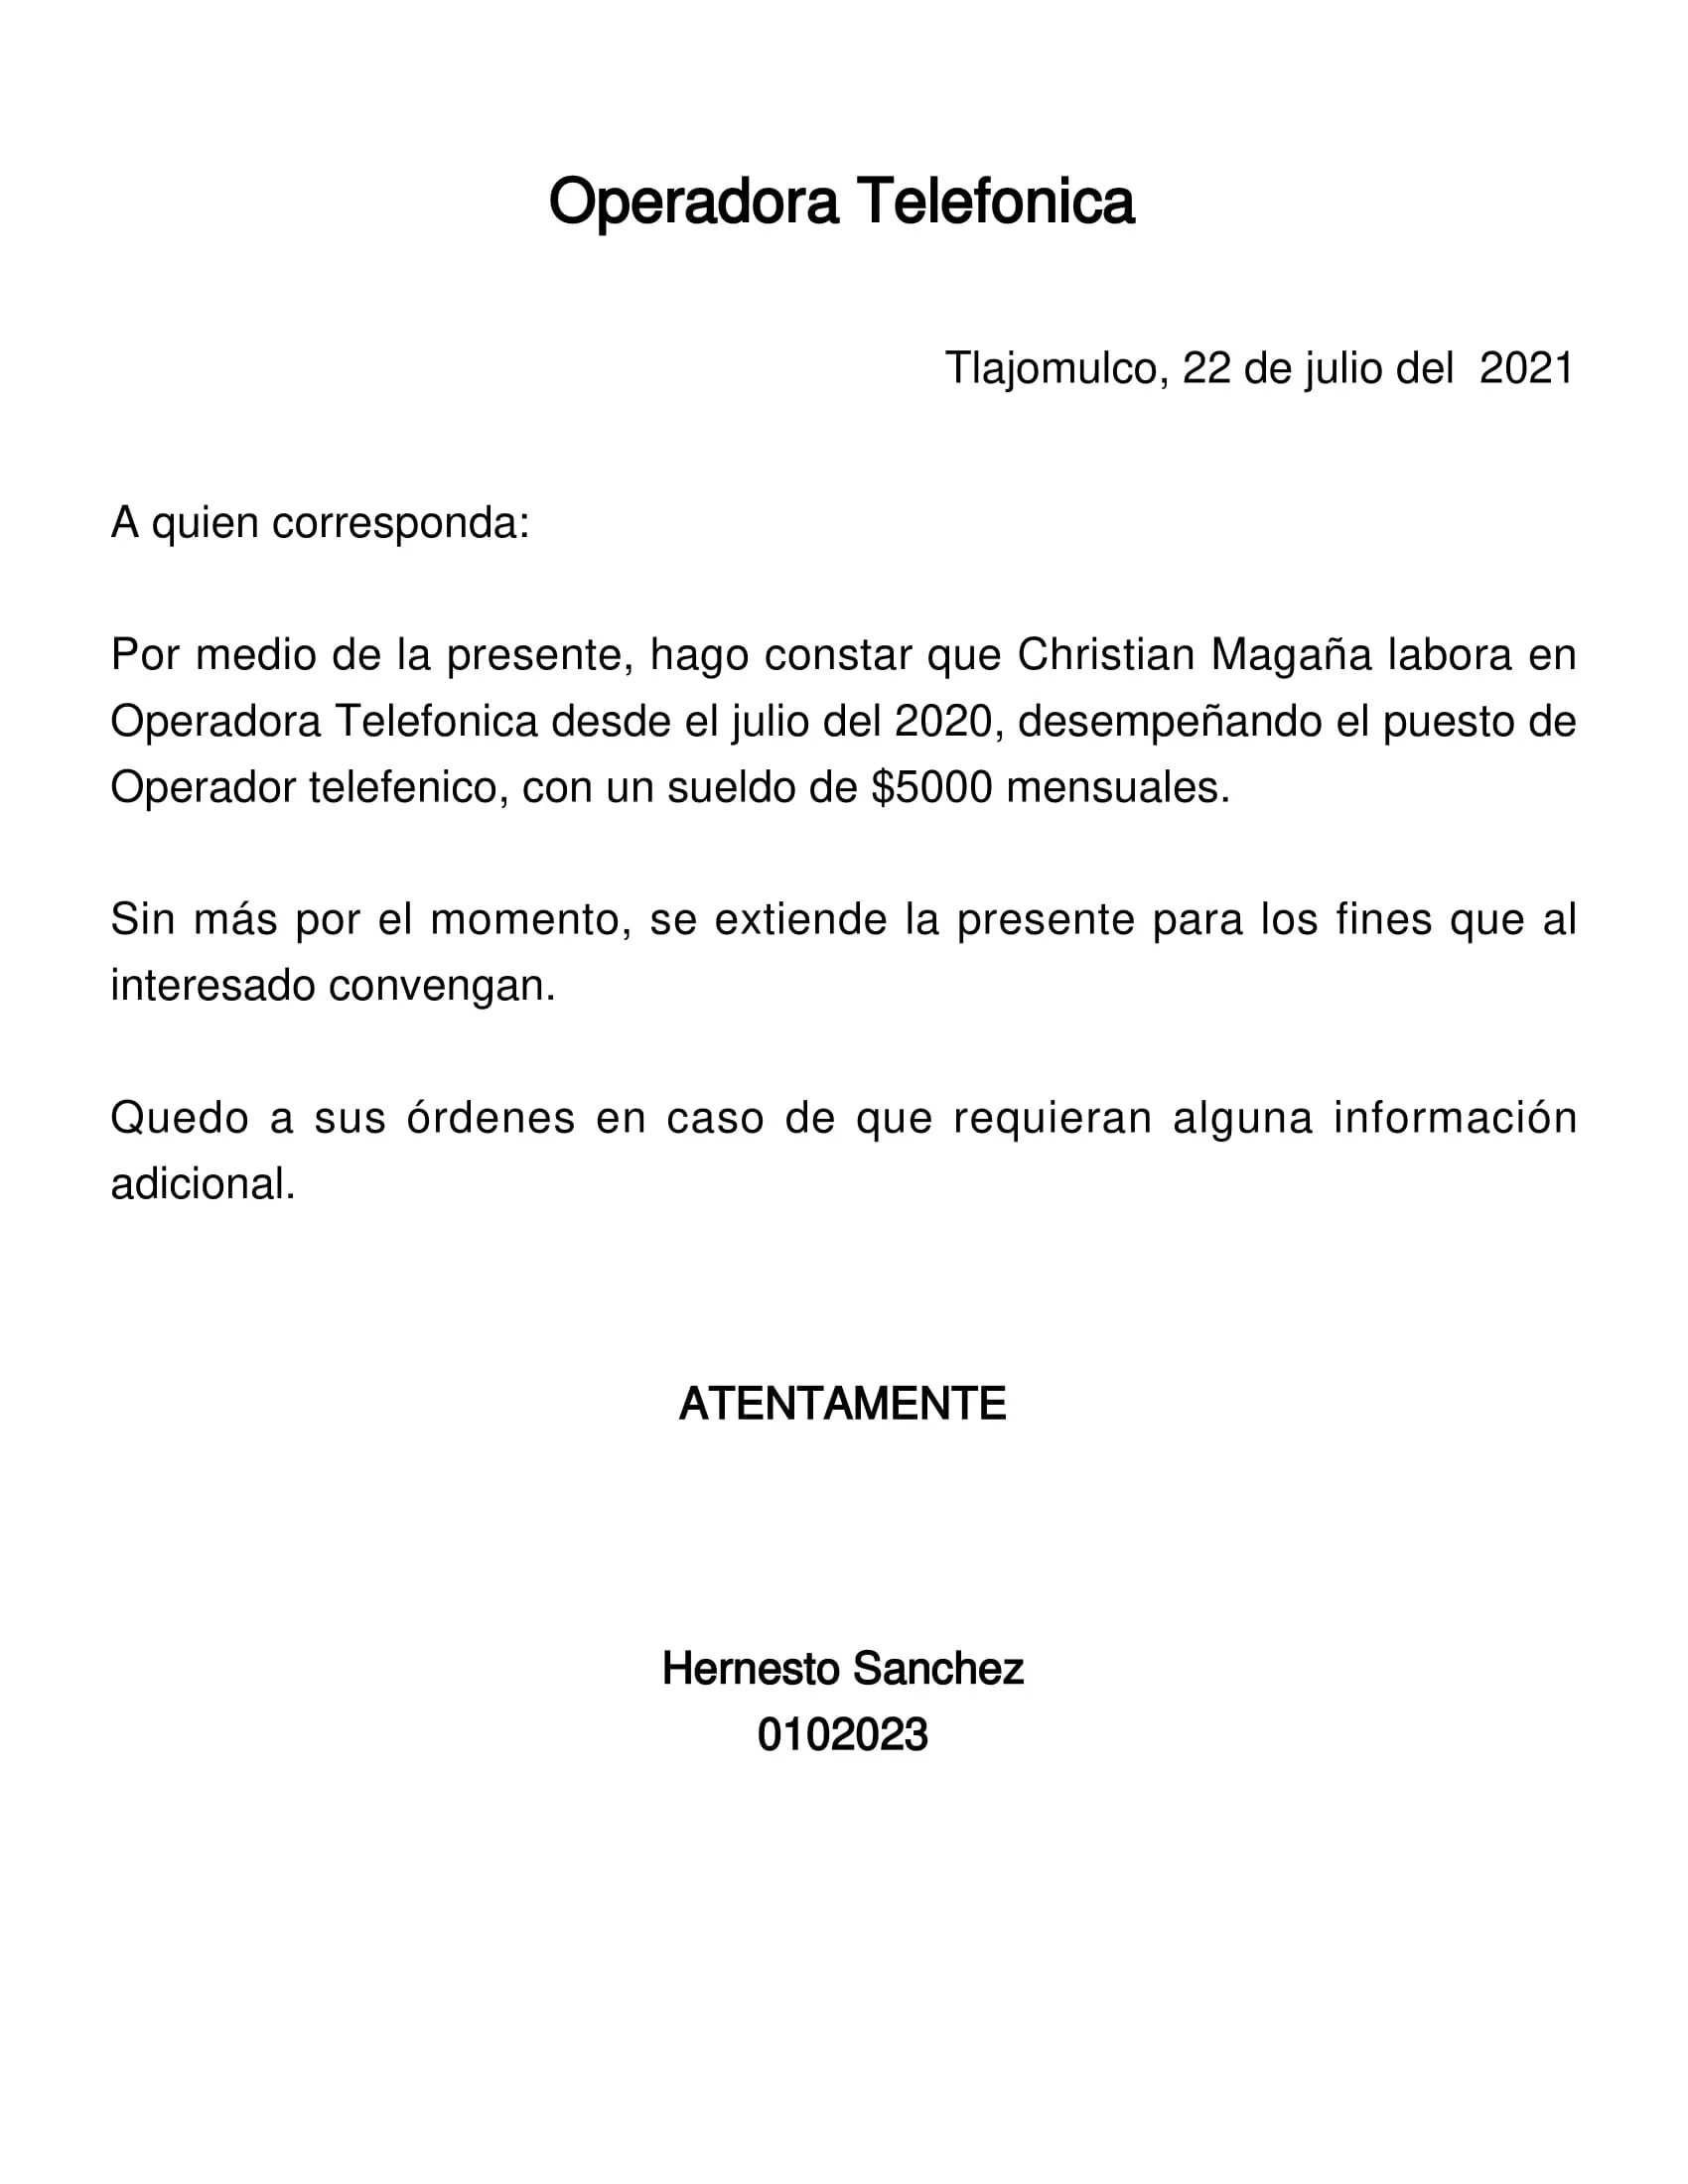 Operadora Telefonica
Tlajomulco, 22 de julio del  2021
A quien corresponda:
Por medio de la presente, hago constar que Christian Magaña labora en
Operadora Telefonica desde el julio del 2020, desempeñando el puesto de
Operador telefenico, con un sueldo de $5000 mensuales.
Sin más por el momento, se extiende la presente para los fines que al
interesado convengan.
Quedo a sus órdenes en caso de que requieran alguna información
adicional.
ATENTAMENTE
Hernesto Sanchez
0102023